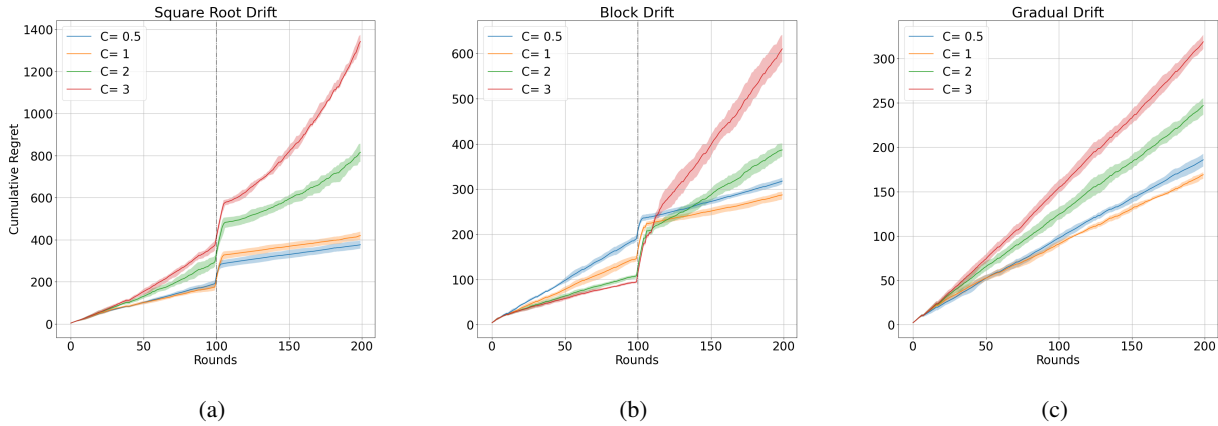 Square Root Drift
1400
1200
1000
800
600
400
200
0
Cumulative Regret
C= 0.5
C= 1
C= 2
C= 3
0 50 100 150 200
Rounds
(a)
Block Drift
600
500
400
300
200
100
0
C= 0.5
C= 1
C= 2
C= 3
0 50 100 150 200
Rounds
(b)
Gradual Drift
300
250
200
150
100
50
0
C= 0.5
C= 1
C= 2
C= 3
0 50 100 150 200
Rounds
(c)